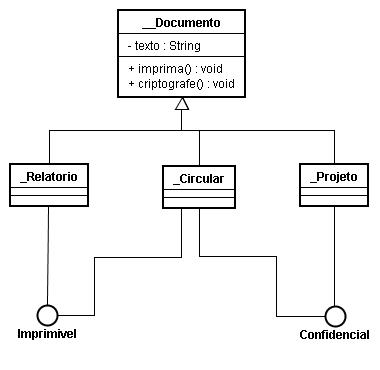 __Documento
- texto : String
+ imprima() : void
+ criptografe() : void
_Relatorio
_Circular
_Projeto
Imprimivel
Confidencial